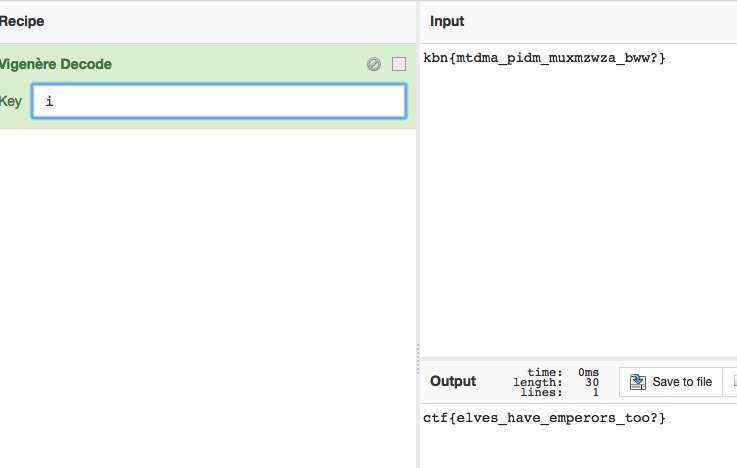 Recipe
Vigenère Decode
Key i
Input
kbn{mtdma_pidm_muxmzwza_bww?}
Output
time: 0ms
length: 30
lines: 1
Save to file
ctf{elves_have_emperors_too?}